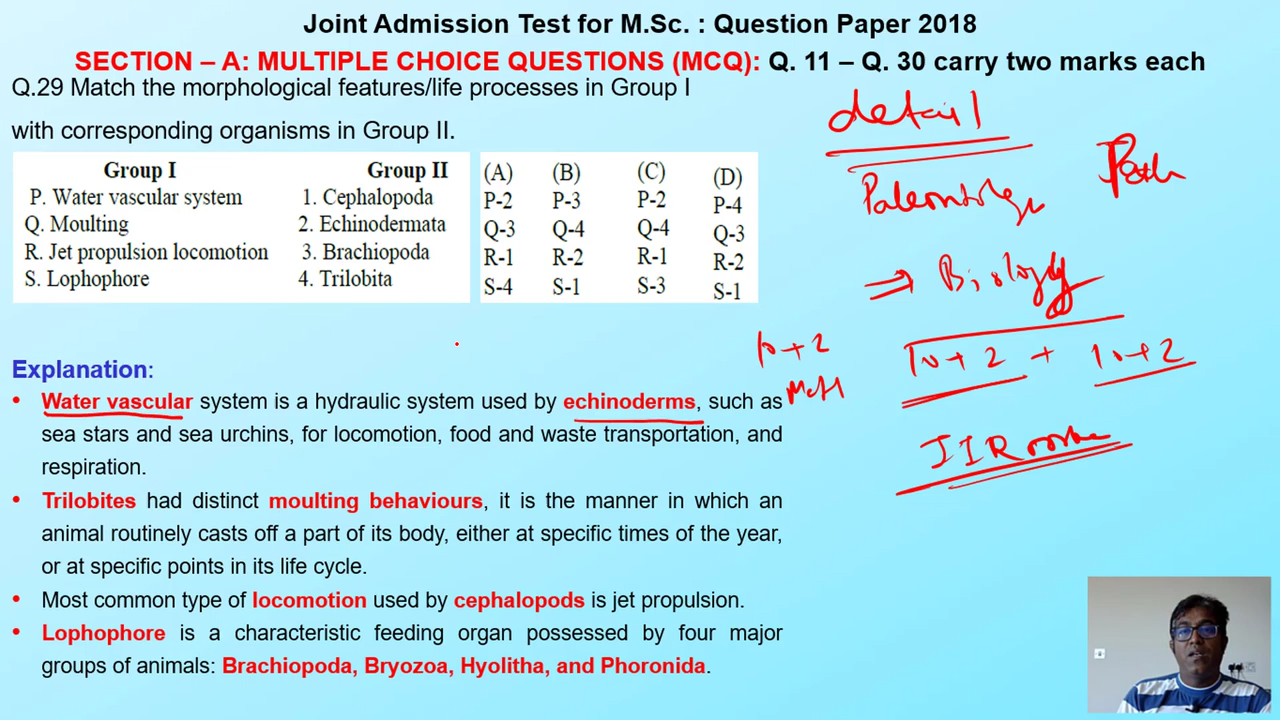 Joint Admission Test for M.Sc. : Question Paper 2018
SECTION – A: MULTIPLE CHOICE QUESTIONS (MCQ): Q. 11 – Q. 30 carry two marks each
Q.29 Match the morphological features/life processes in Group I
with corresponding organisms in Group II.
Group I Group II
P. Water vascular system 1. Cephalopoda
Q. Moulting 2. Echinodermata
R. Jet propulsion locomotion 3. Brachiopoda
S. Lophophore 4. Trilobita
(A) (B) (C) (D)
P-2 P-3 P-2 P-4
Q-3 Q-4 Q-4 Q-3
R-1 R-2 R-1 R-2
S-4 S-1 S-3 S-1
detail
⇒ Biology
10+2 + 10+2
10+2
Explanation:
• Water vascular system is a hydraulic system used by echinoderms, such as
sea stars and sea urchins, for locomotion, food and waste transportation, and
respiration.
• Trilobites had distinct moulting behaviours, it is the manner in which an
animal routinely casts off a part of its body, either at specific times of the year,
or at specific points in its life cycle.
• Most common type of locomotion used by cephalopods is jet propulsion.
• Lophophore is a characteristic feeding organ possessed by four major
groups of animals: Brachiopoda, Bryozoa, Hyolitha, and Phoronida.